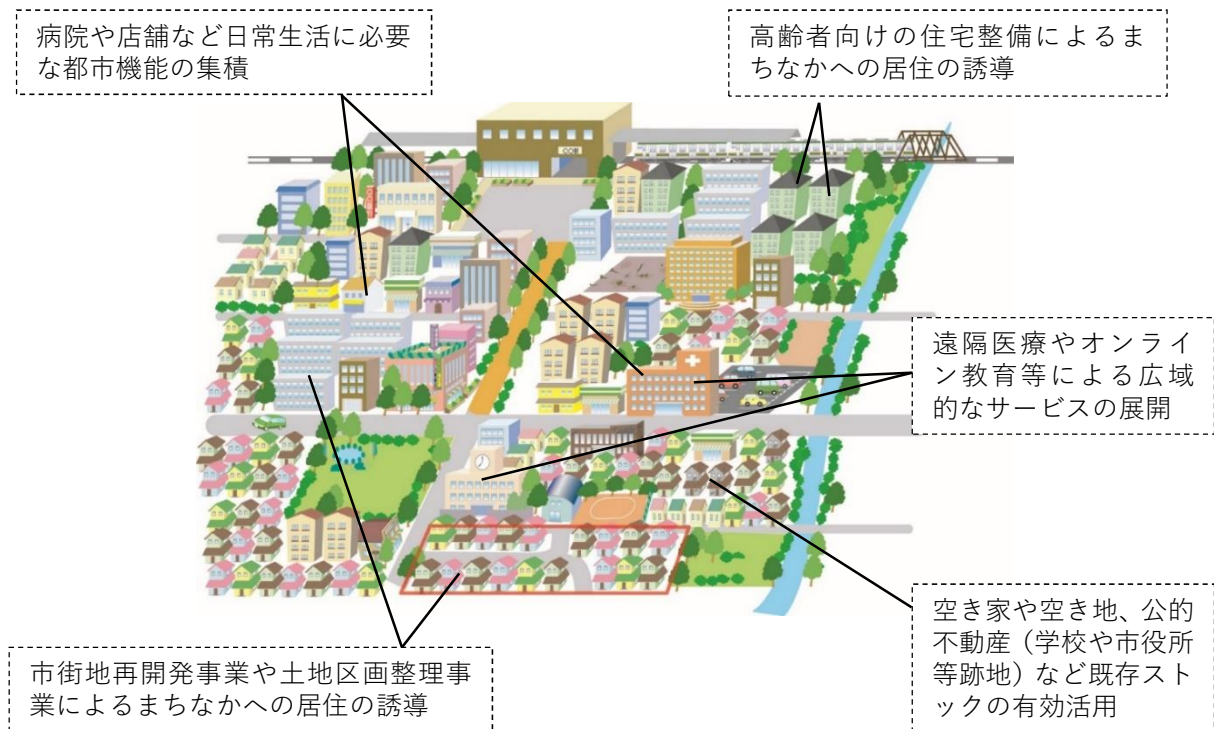 病院や店舗など日常生活に必要
な都市機能の集積
高齢者向けの住宅整備によるま
ちなかへの居住の誘導
〇〇駅
遠隔医療やオンライ
ン教育等による広域
的なサービスの展開
市街地再開発事業や土地区画整理事
業によるまちなかへの居住の誘導
空き家や空き地、公的
不動産（学校や市役所
等跡地）など既存スト
ックの有効活用